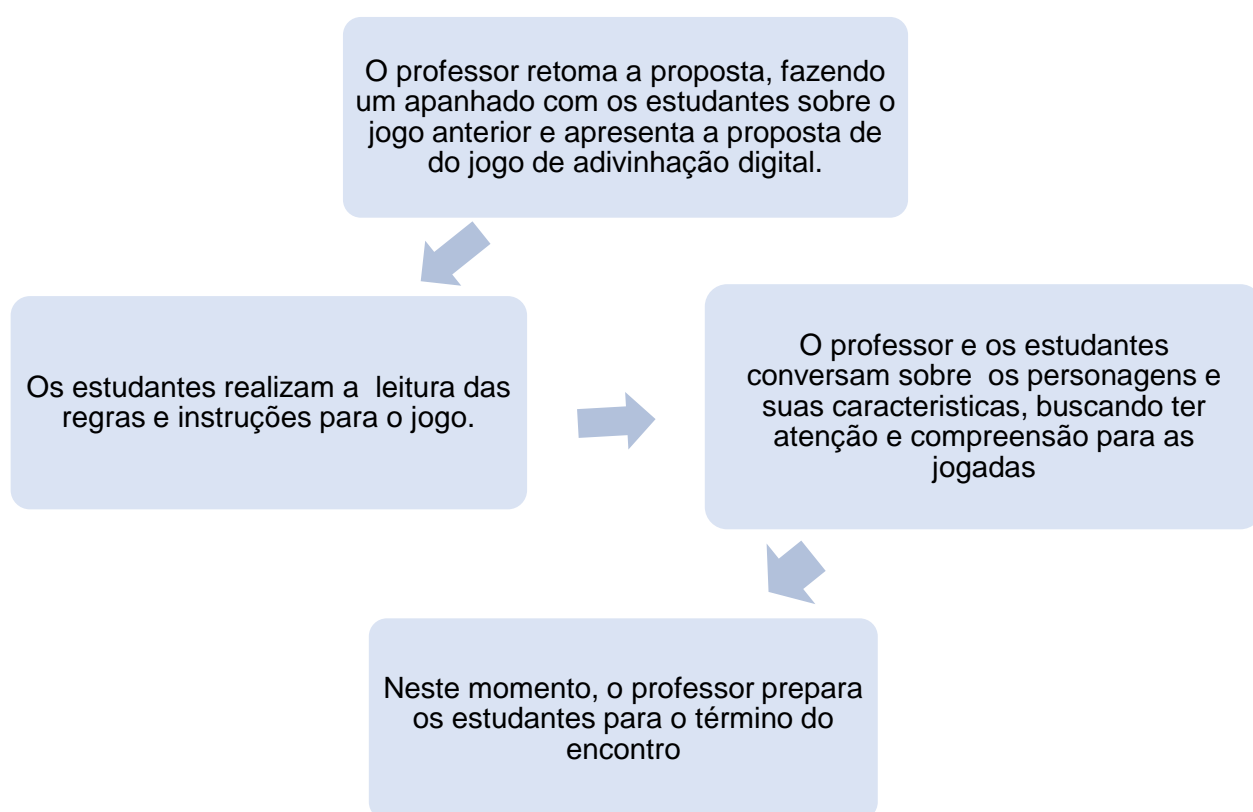 O professor retoma a proposta, fazendo
um apanhado com os estudantes sobre o
jogo anterior e apresenta a proposta de
do jogo de adivinhação digital.
Os estudantes realizam a  leitura das
regras e instruções para o jogo.
O professor e os estudantes
conversam sobre  os personagens e
suas caracteristicas, buscando ter
atenção e compreensão para as
jogadas
Neste momento, o professor prepara
os estudantes para o término do
encontro